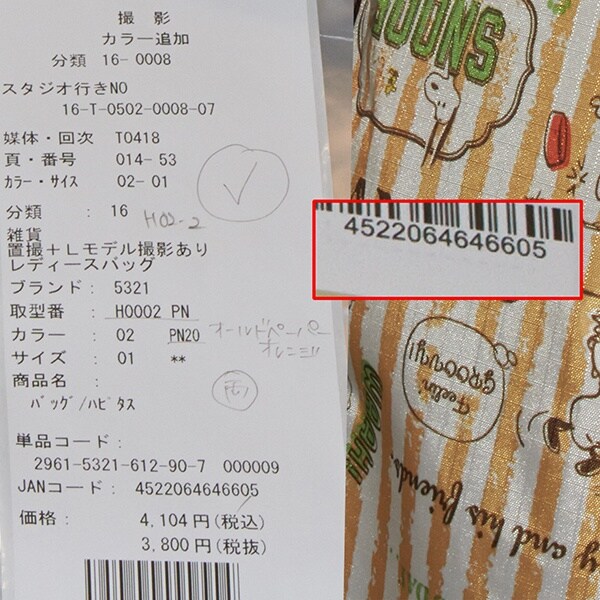 撮 影
カラー追加
分類 16-0008
スタジオ行きNO
16-T-0502-0008-07
媒体・回次 T0418
頁・番号 014-53
カラー・サイズ 02-01
分類 : 16
H02-2
雑貨
置撮＋Lモデル撮影あり
レディースバッグ
ブランド: 5321
取型番 : H0002 PN
カラー : 02 PN20 オールドペーパー
サイズ : 01 **
商品名 :
モノ
バッグ/ハピタス
単品コード:
2961-5321-612-90-7 000009
JANコード: 4522064646605
価格: 4,104円(税込)
3,800円(税抜)
4522064646605
Feelin'
GROOVY!
y and his friends